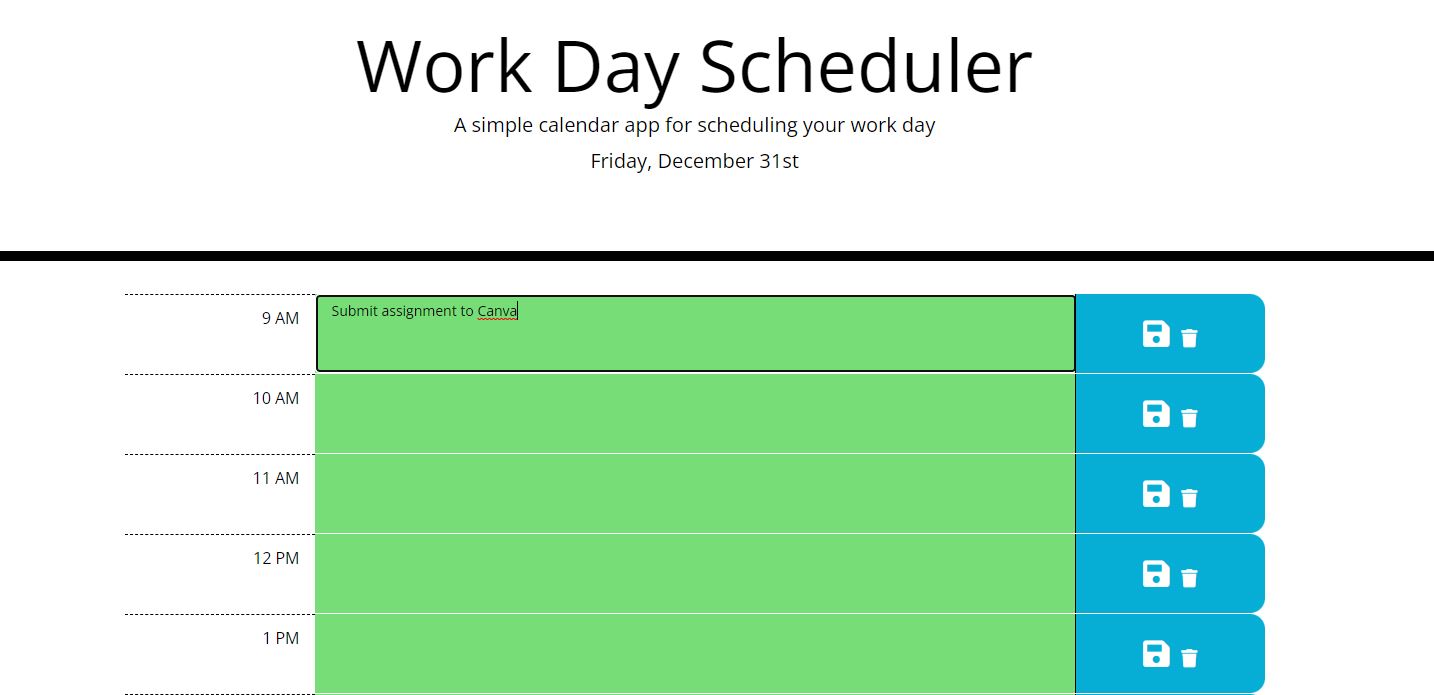 Work Day Scheduler
A simple calendar app for scheduling your work day
Friday, December 31st
9 AM
Submit assignment to Canva
10 AM
11 AM
12 PM
1 PM